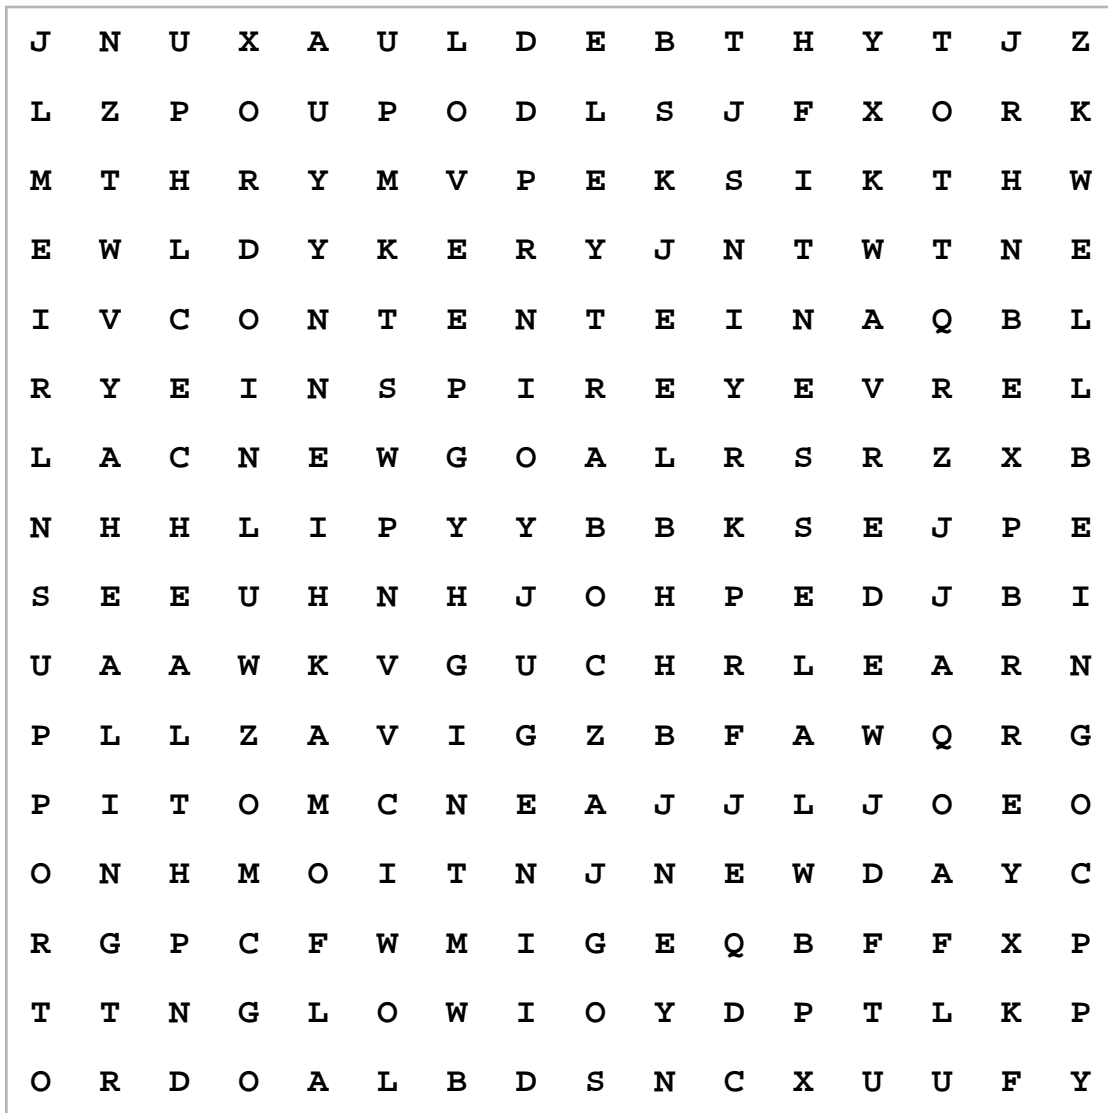 J N U X A U L D E B T H Y T J Z
L Z P O U P O D L S J F X O R K
M T H R Y M V P E K S I K T H W
E W L D Y K E R Y J N T W T N E
I V C O N T E N T E I N A Q B L
R Y E I N S P I R E Y E V R E L
L A C N E W G O A L R S R Z X B
N H H L I P Y Y B B K S E J P E
S E E U H N H J O H P E D J B I
U A A W K V G U C H R L E A R N
P L L Z A V I G Z B F A W Q R G
P I T O M C N E A J J L J O E O
O N H M O I T N J N E W D A Y C
R G P C F W M I G E Q B F F X P
T T N G L O W I O Y D P T L K P
O R D O A L B D S N C X U U F Y